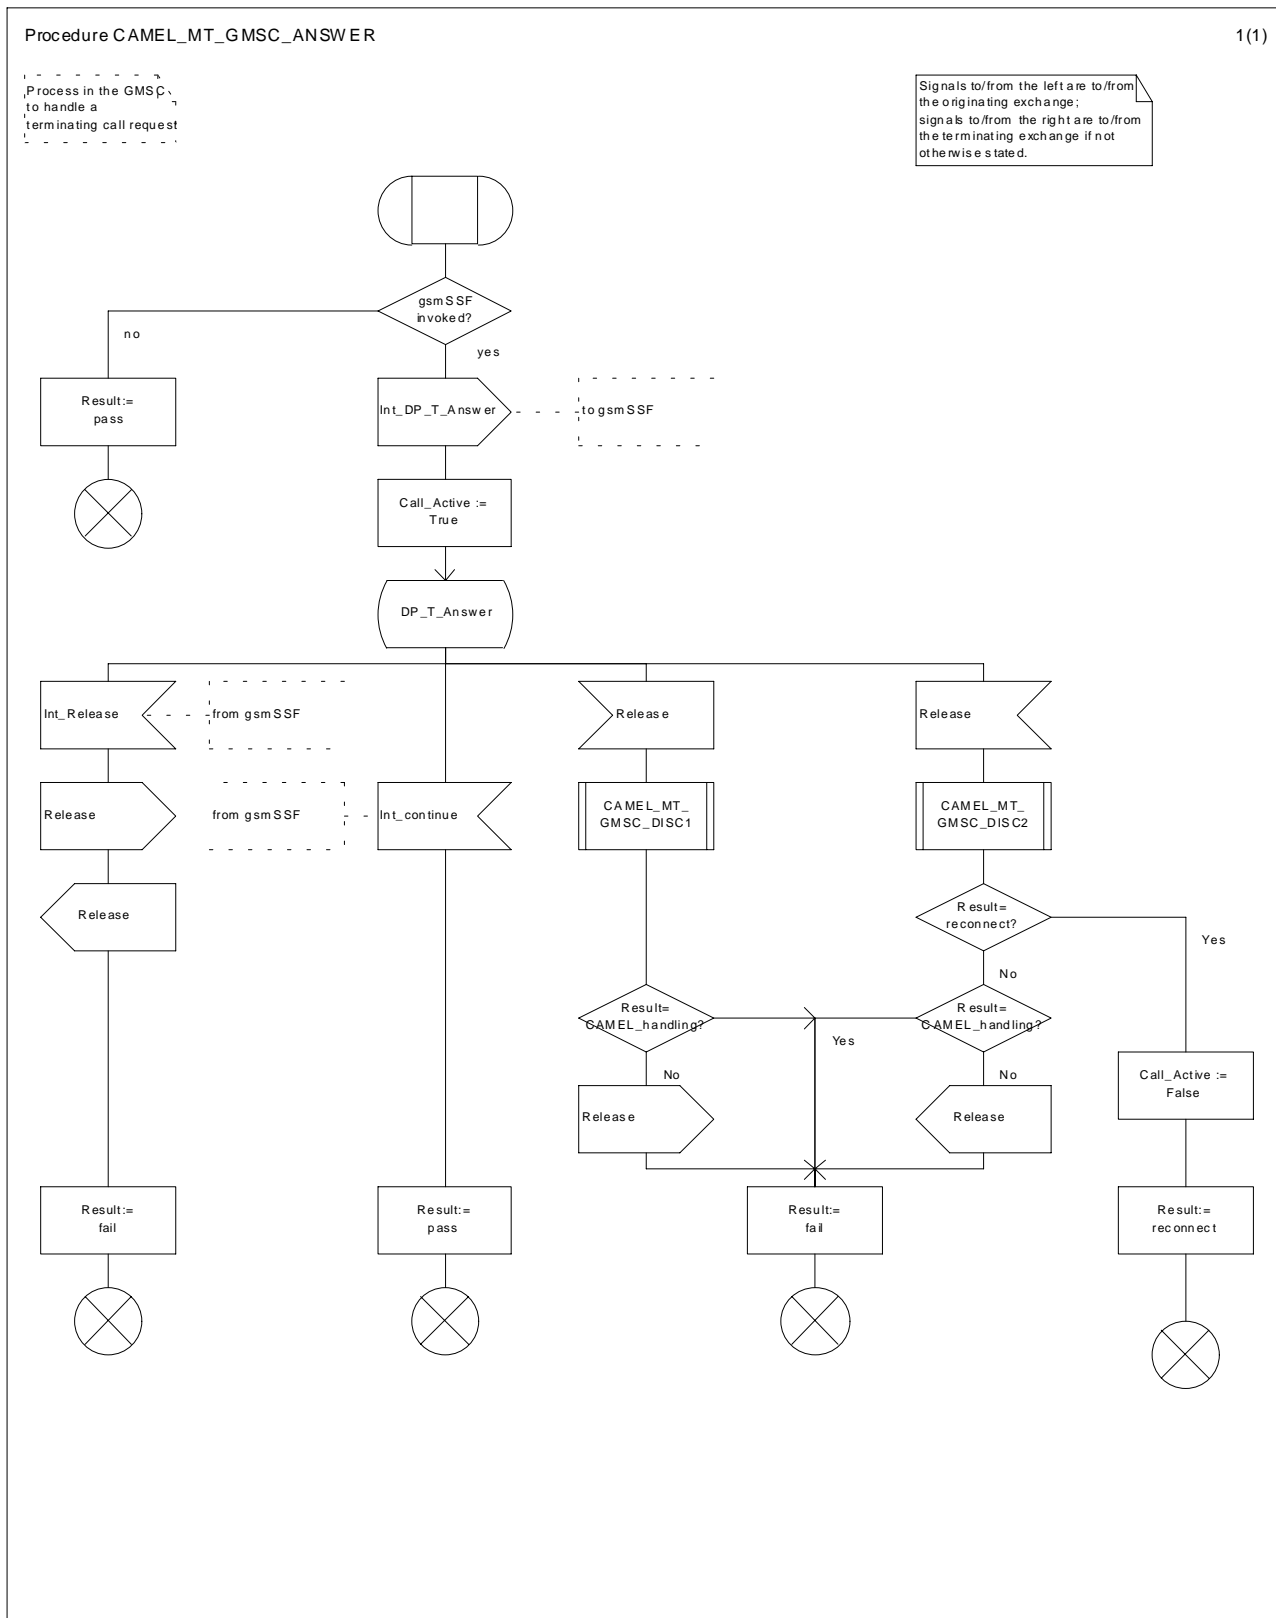 Procedure CAMEL_MT_GMSC_ANSWER
1(1)
Process in the GMSC
to handle a
terminating call request
Signals to/from the left are to/from
the originating exchange;
signals to/from the right are to/from
the terminating exchange if not
otherwise stated.
gsmSSF
invoked?
no
yes
Result:=
pass
Int_DP_T_Answer
to gsmSSF
Call_Active :=
True
DP_T_Answer
Int_Release
from gsmSSF
Release
Release
Release
from gsmSSF
Int_continue
CAMEL_MT_
GMSC_DISC1
CAMEL_MT_
GMSC_DISC2
Release
Result=
reconnect?
Yes
No
Result=
CAMEL_handling?
Yes
Result=
CAMEL_handling?
No
No
Call_Active :=
False
Release
Release
Result:=
fail
Result:=
pass
Result:=
fail
Result:=
reconnect